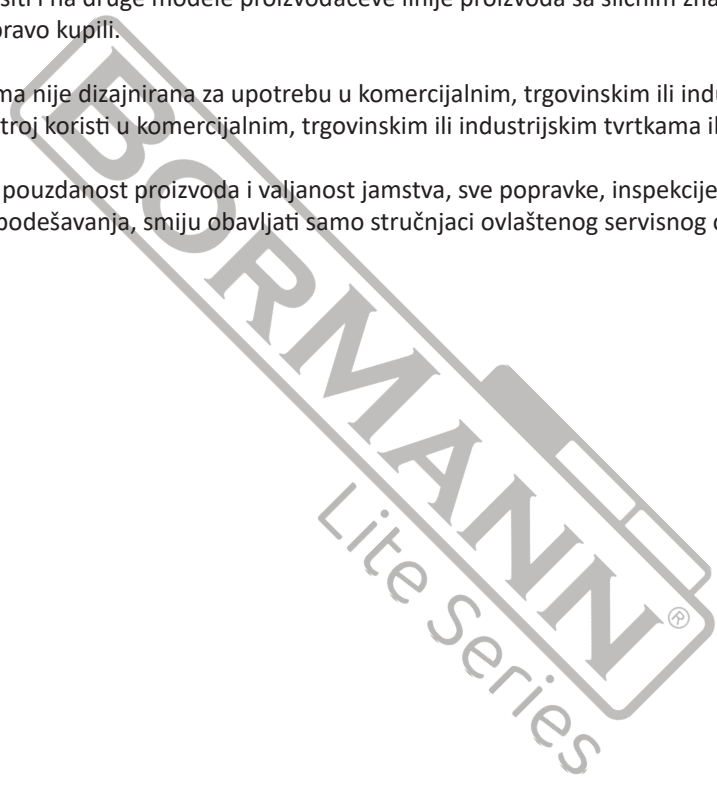 siti i na druge modele proizvođačeve linije proizvoda sa sličnim zna
pravo kupili.
ma nije dizajnirana za upotrebu u komercijalnim, trgovinskim ili indu
troj koristi u komercijalnim, trgovinskim ili industrijskim tvrtkama il
pouzdanost proizvoda i valjanost jamstva, sve popravke, inspekcije
podešavanja, smiju obavljati samo stručnjaci ovlaštenog servisnog
BORMANN®
Lite Series